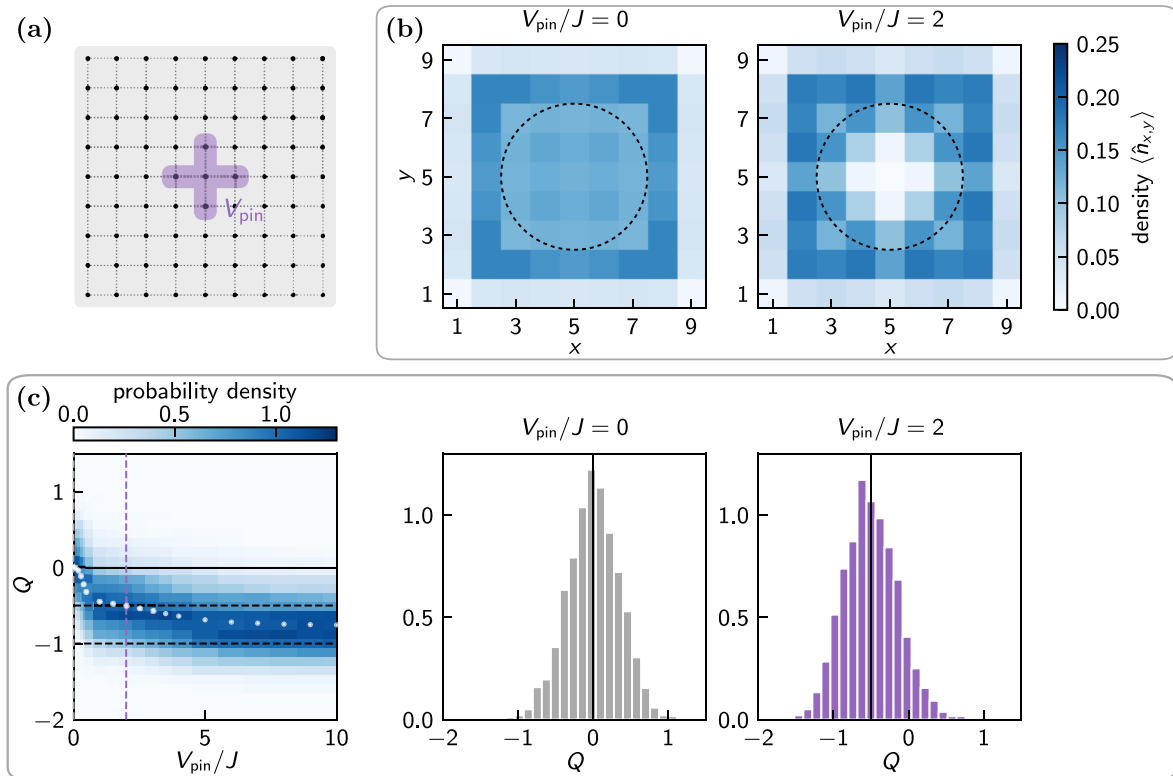 (a)
V_pin
(b)
V_pin/J = 0
V_pin/J = 2
9
7
5
3
1
y
1 3 5 7 9
x
9
7
5
3
1
1 3 5 7 9
x
0.25
0.20
0.15
0.10
0.05
0.00
density ⟨n̂_{x,y}⟩
(c)
probability density
0.0 0.5 1.0
1
0
−1
−2
Q
0 5 10
V_pin/J
V_pin/J = 0
1.0
0.5
0.0
−2 −1 0 1
Q
V_pin/J = 2
1.0
0.5
0.0
−2 −1 0 1
Q